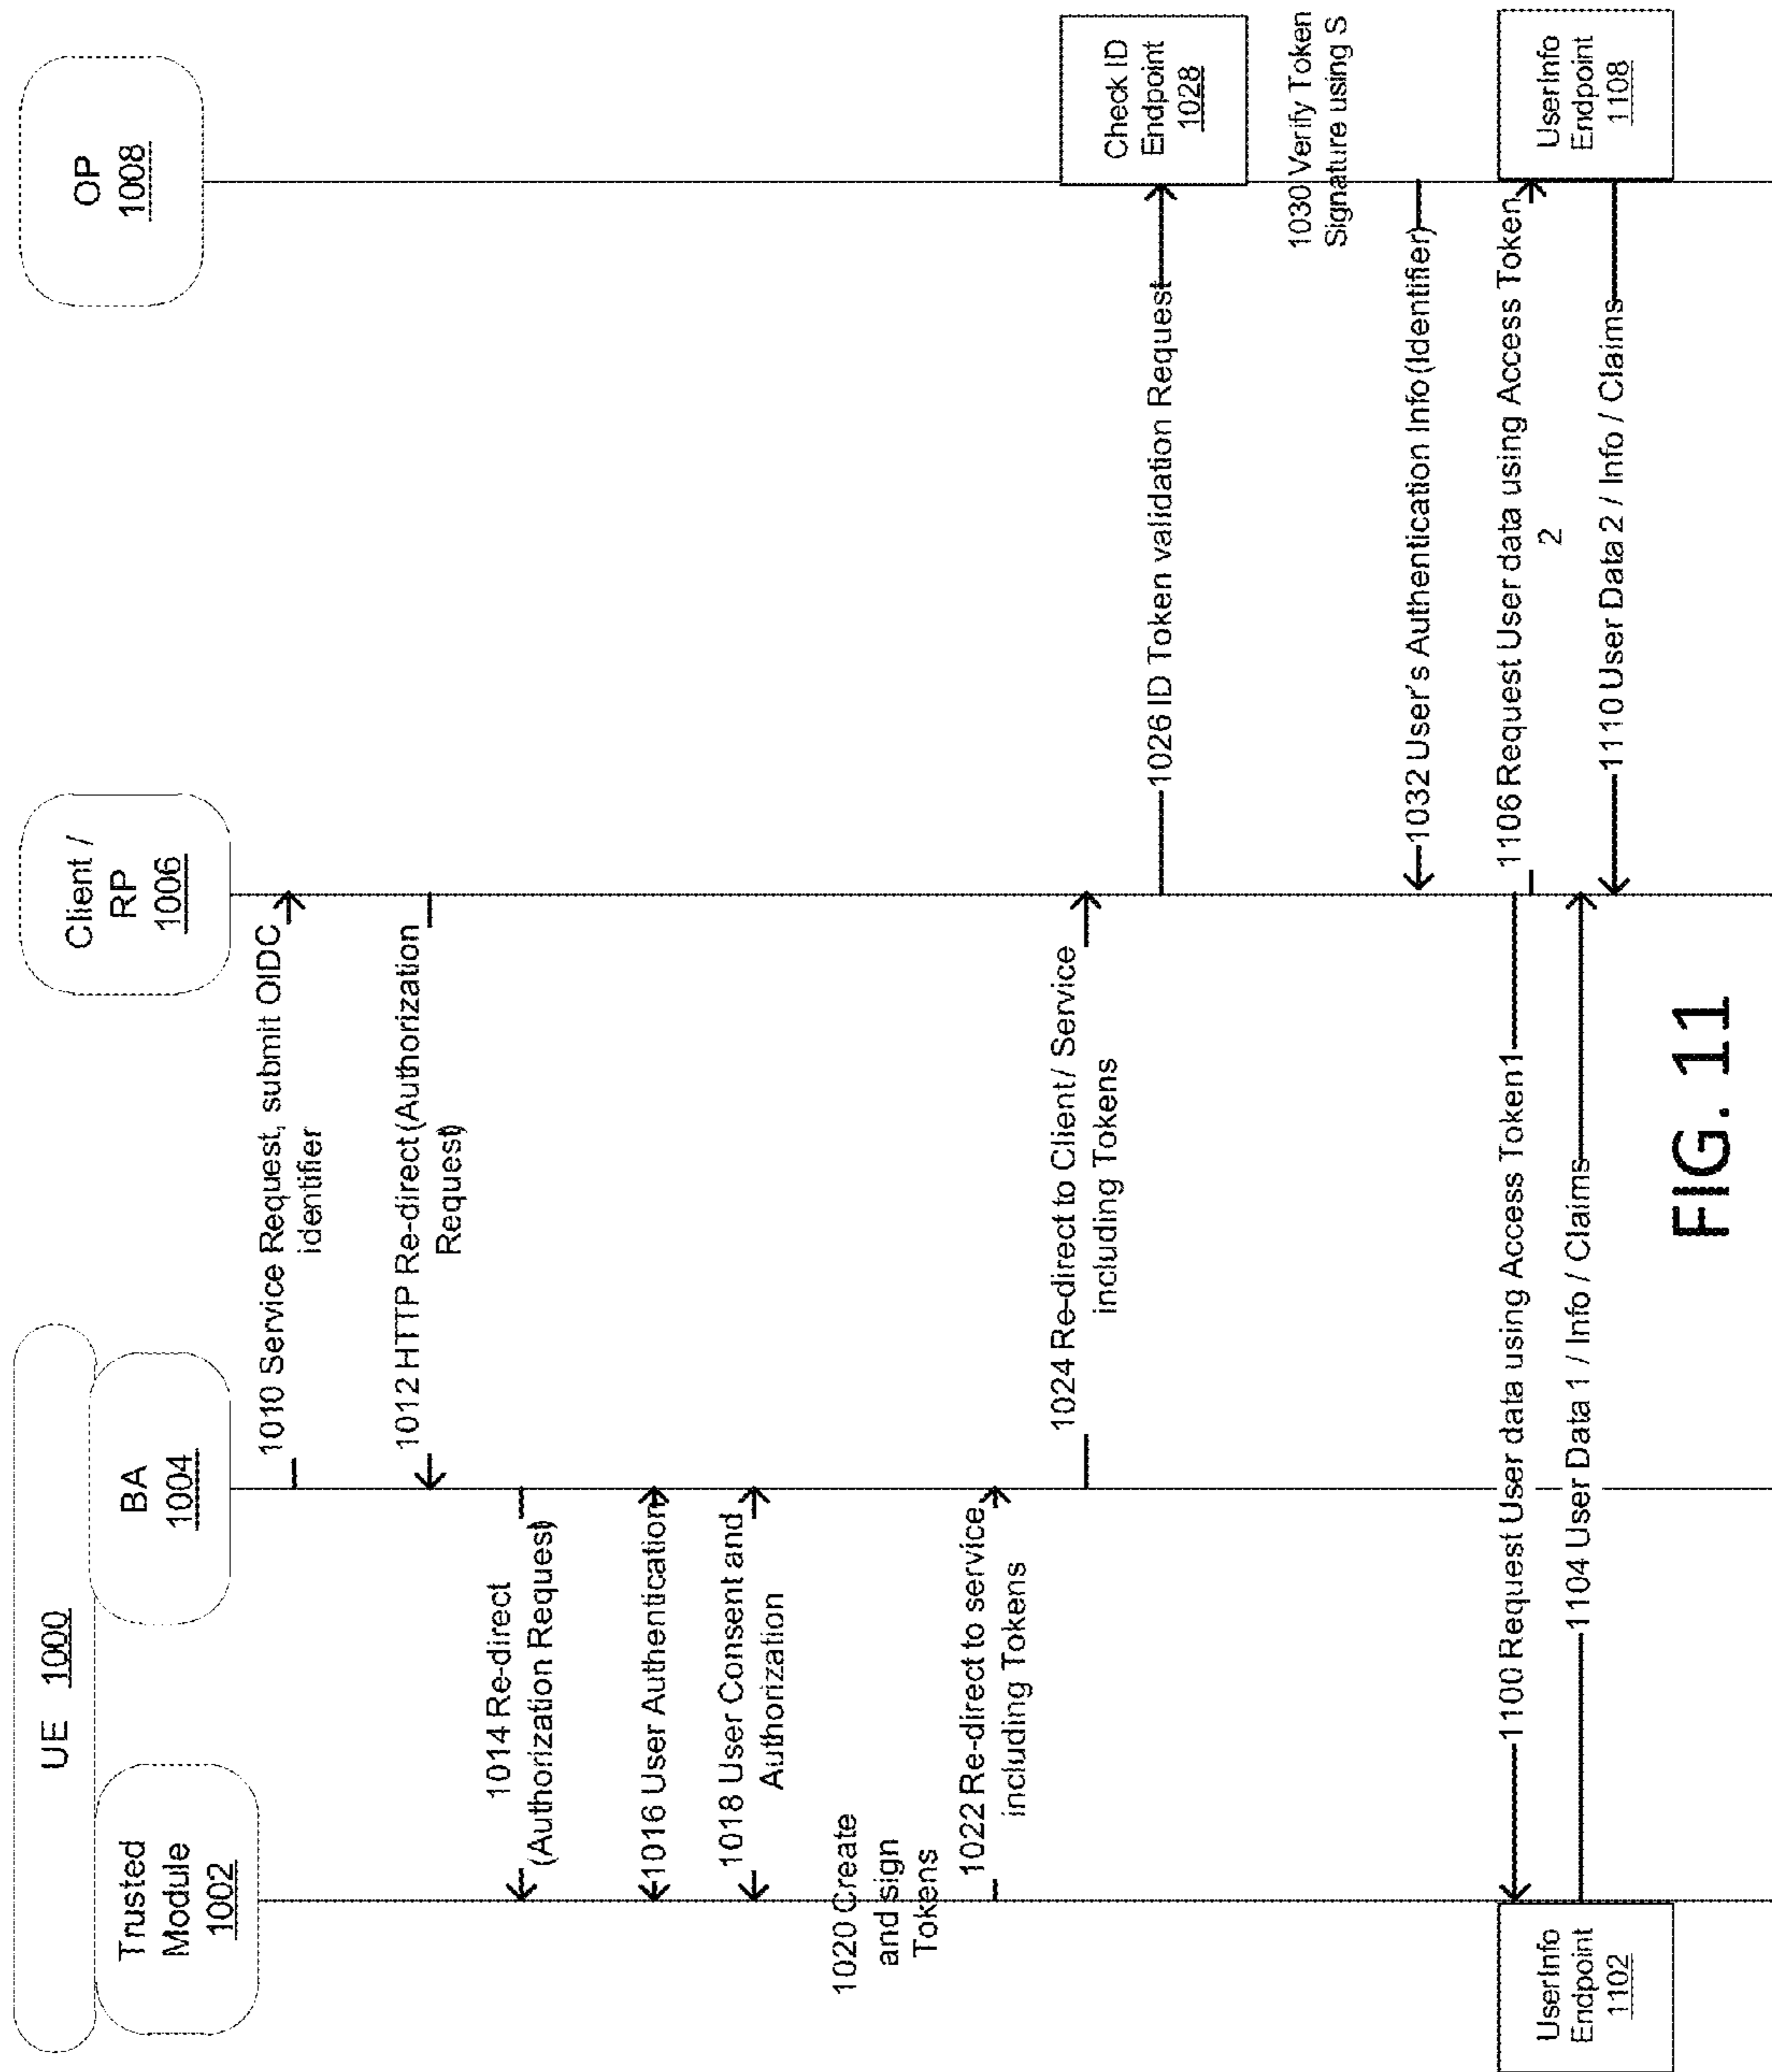 UE 1000
Trusted
Module
1002
BA
1004
Client /
RP
1006
OP
1008
1010 Service Request, submit OIDC
identifier
1012 HTTP Re-direct (Authorization
Request)
1014 Re-direct
(Authorization Request)
1016 User Authentication
1018 User Consent and
Authorization
1020 Create
and sign
Tokens
1022 Re-direct to service
including Tokens
1024 Re-direct to Client / Service
including Tokens
1026 ID Token validation Request
Check ID
Endpoint
1028
1030 Verify Token
Signature using S
1032 User's Authentication Info (Identifier)
1100 Request User data using Access Token1
1106 Request User data using Access Token
2
UserInfo
Endpoint
1102
UserInfo
Endpoint
1108
1104 User Data 1 / Info / Claims
1110 User Data 2 / Info / Claims
FIG. 11